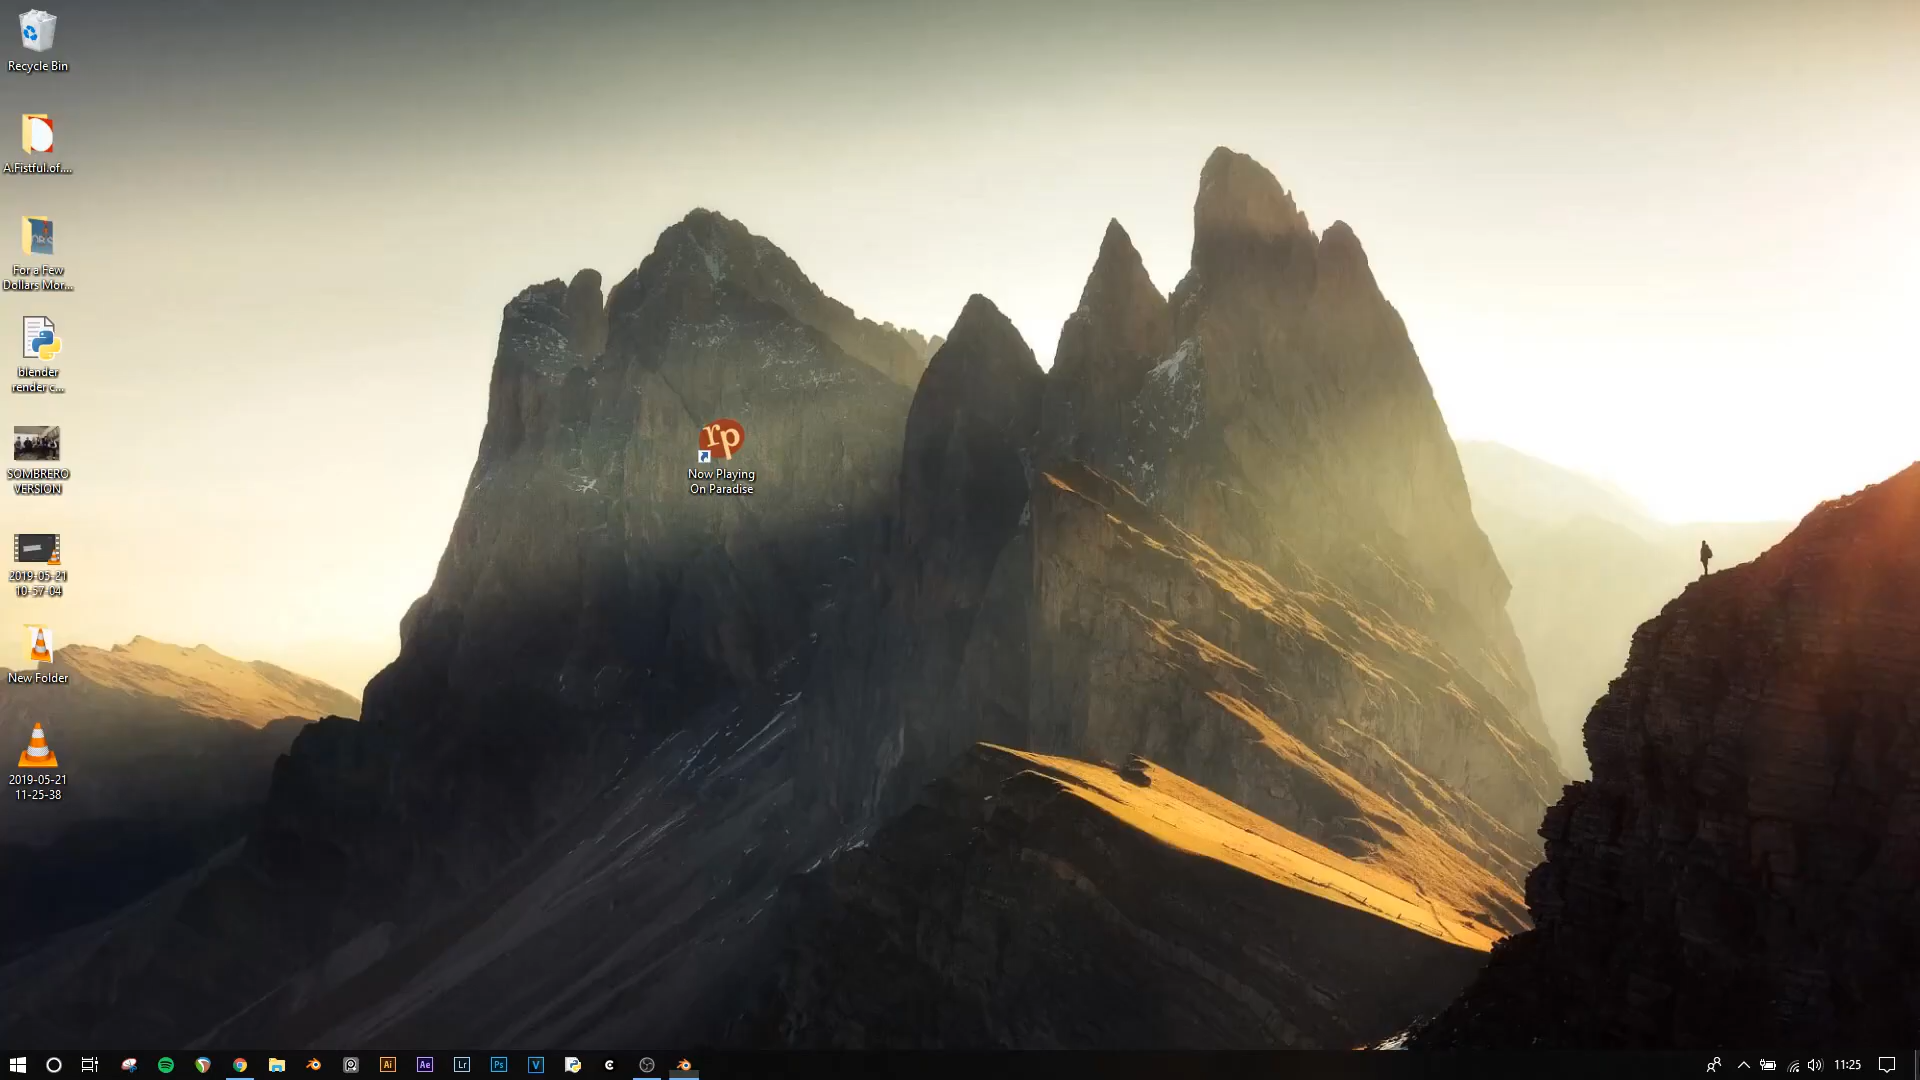 Recycle Bin
A.Fistful.of....
For a Few
Dollars Mor...
blender
render c...
SOMBRERO
VERSION
2019-05-21
10-57-04
New Folder
2019-05-21
11-25-38
rp
Now Playing
On Paradise
Ai
Ae
Lr
Ps
V
C
11:25